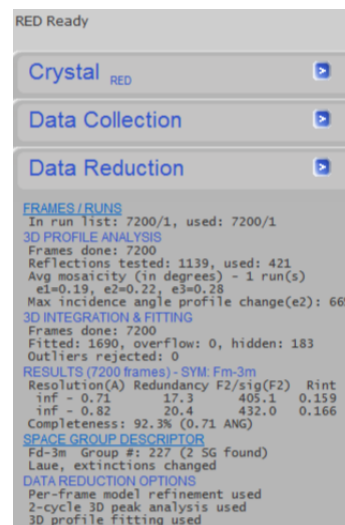 RED Ready
Crystal RED
Data Collection
Data Reduction
FRAMES / RUNS
In run list: 7200/1, used: 7200/1
3D PROFILE ANALYSIS
Frames done: 7200
Reflections tested: 1139, used: 421
Avg mosaicity (in degrees) - 1 run(s)
e1=0.19, e2=0.22, e3=0.28
Max incidence angle profile change(e2):
3D INTEGRATION & FITTING
Frames done: 7200
Fitted: 1690, overflow: 0, hidden: 183
Outliers rejected: 0
RESULTS (7200 frames) - SYM: Fm-3m
Resolution(A) Redundancy F2/sig(F2) Rint
inf - 0.71 17.3 405.1 0.159
inf - 0.82 20.4 432.0 0.166
Completeness: 92.3% (0.71 ANG)
SPACE GROUP DESCRIPTOR
Fd-3m Group #: 227 (2 SG found)
Laue, extinctions changed
DATA REDUCTION OPTIONS
Per-frame model refinement used
2-cycle 3D peak analysis used
3D profile fitting used